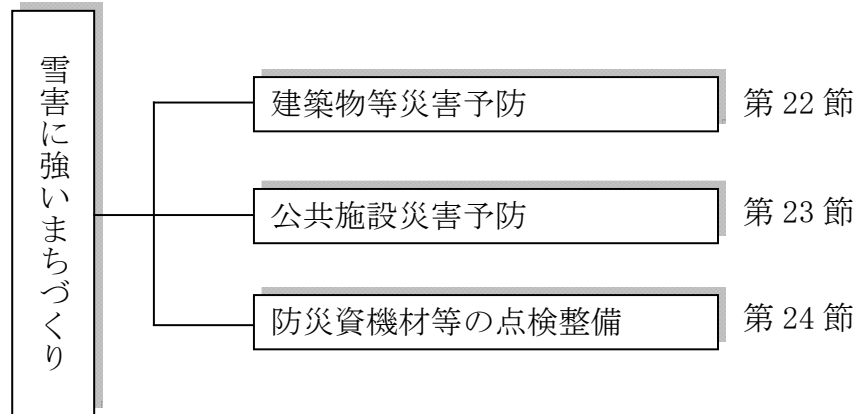 雪害に強いまちづくり
建築物等災害予防 第22節
公共施設災害予防 第23節
防災資機材等の点検整備 第24節